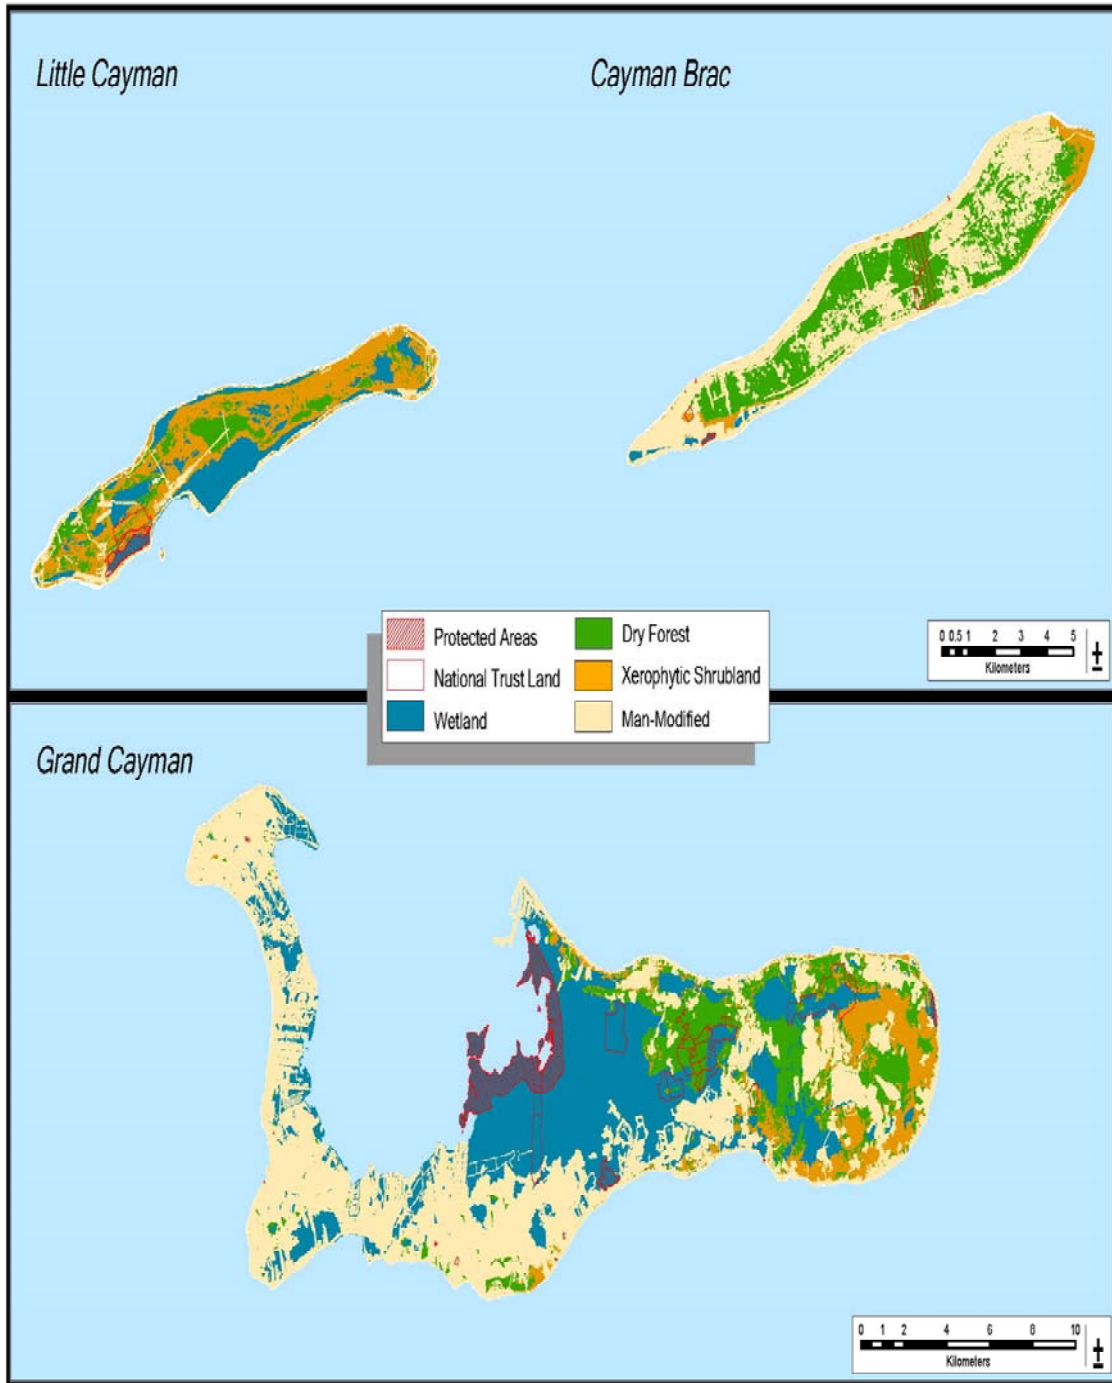 Little Cayman
Cayman Brac
Protected Areas
Dry Forest
National Trust Land
Xerophytic Shrubland
Wetland
Man-Modified
0 0.5 1 2 3 4 5
Kilometers
Grand Cayman
0 1 2 4 6 8 10
Kilometers